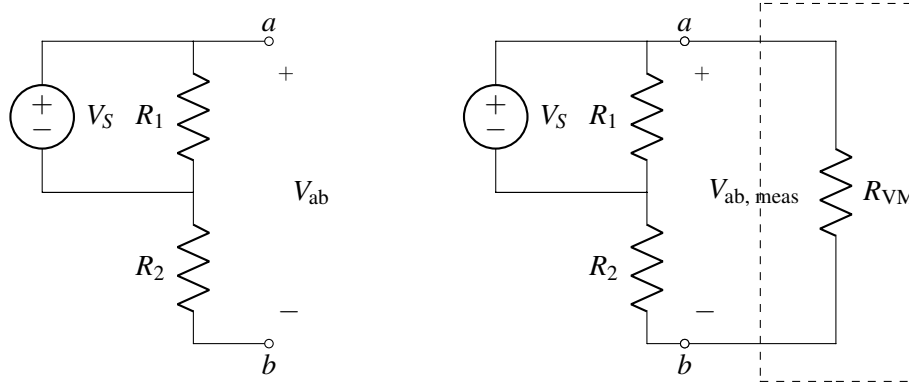 a
+
+
−
V_S
R_1
V_ab
R_2
−
b
a
+
+
−
V_S
R_1
V_ab, meas
R_VM
R_2
−
b